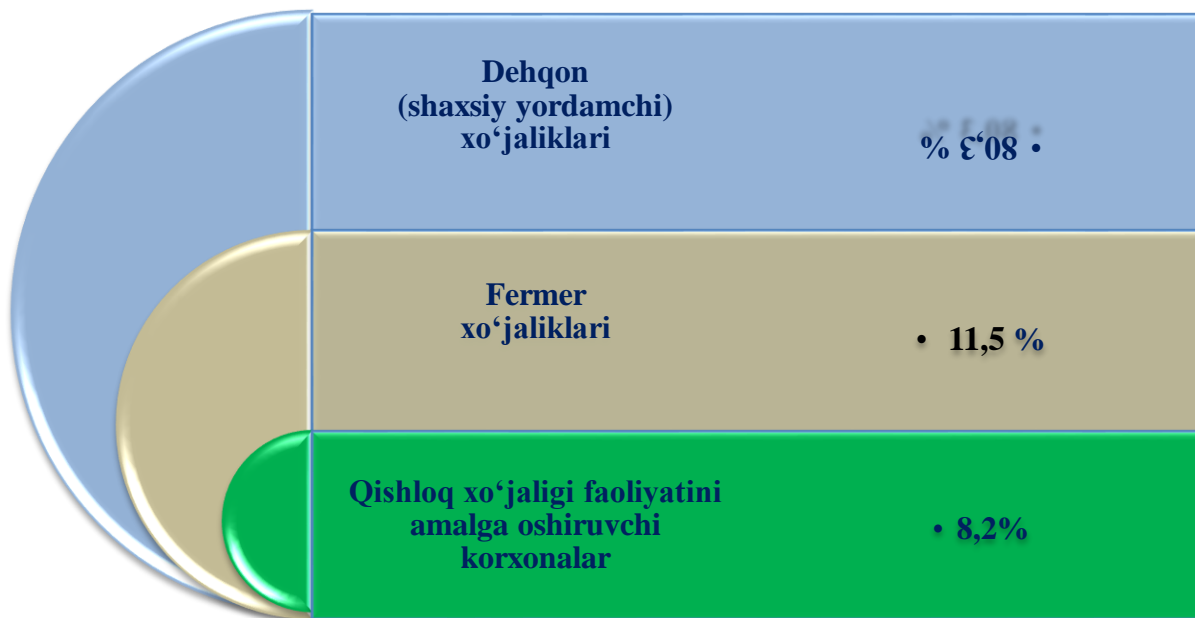 Dehqon
(shaxsiy yordamchi)
xo‘jaliklari
• 80,3 %
Fermer
xo‘jaliklari
• 11,5 %
Qishloq xo‘jaligi faoliyatini
amalga oshiruvchi
korxonalar
• 8,2%